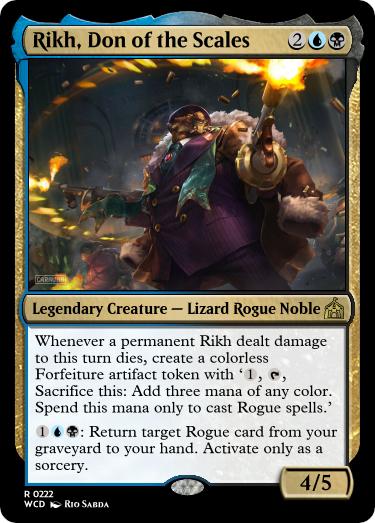 Rikh, Don of the Scales 2
Legendary Creature — Lizard Rogue Noble
Whenever a permanent Rikh dealt damage
to this turn dies, create a colorless
Forfeiture artifact token with ‘1, ,
Sacrifice this: Add three mana of any color.
Spend this mana only to cast Rogue spells.’
1 : Return target Rogue card from your
graveyard to your hand. Activate only as a
sorcery.
4/5
R 0222
WCD Rio Sabda